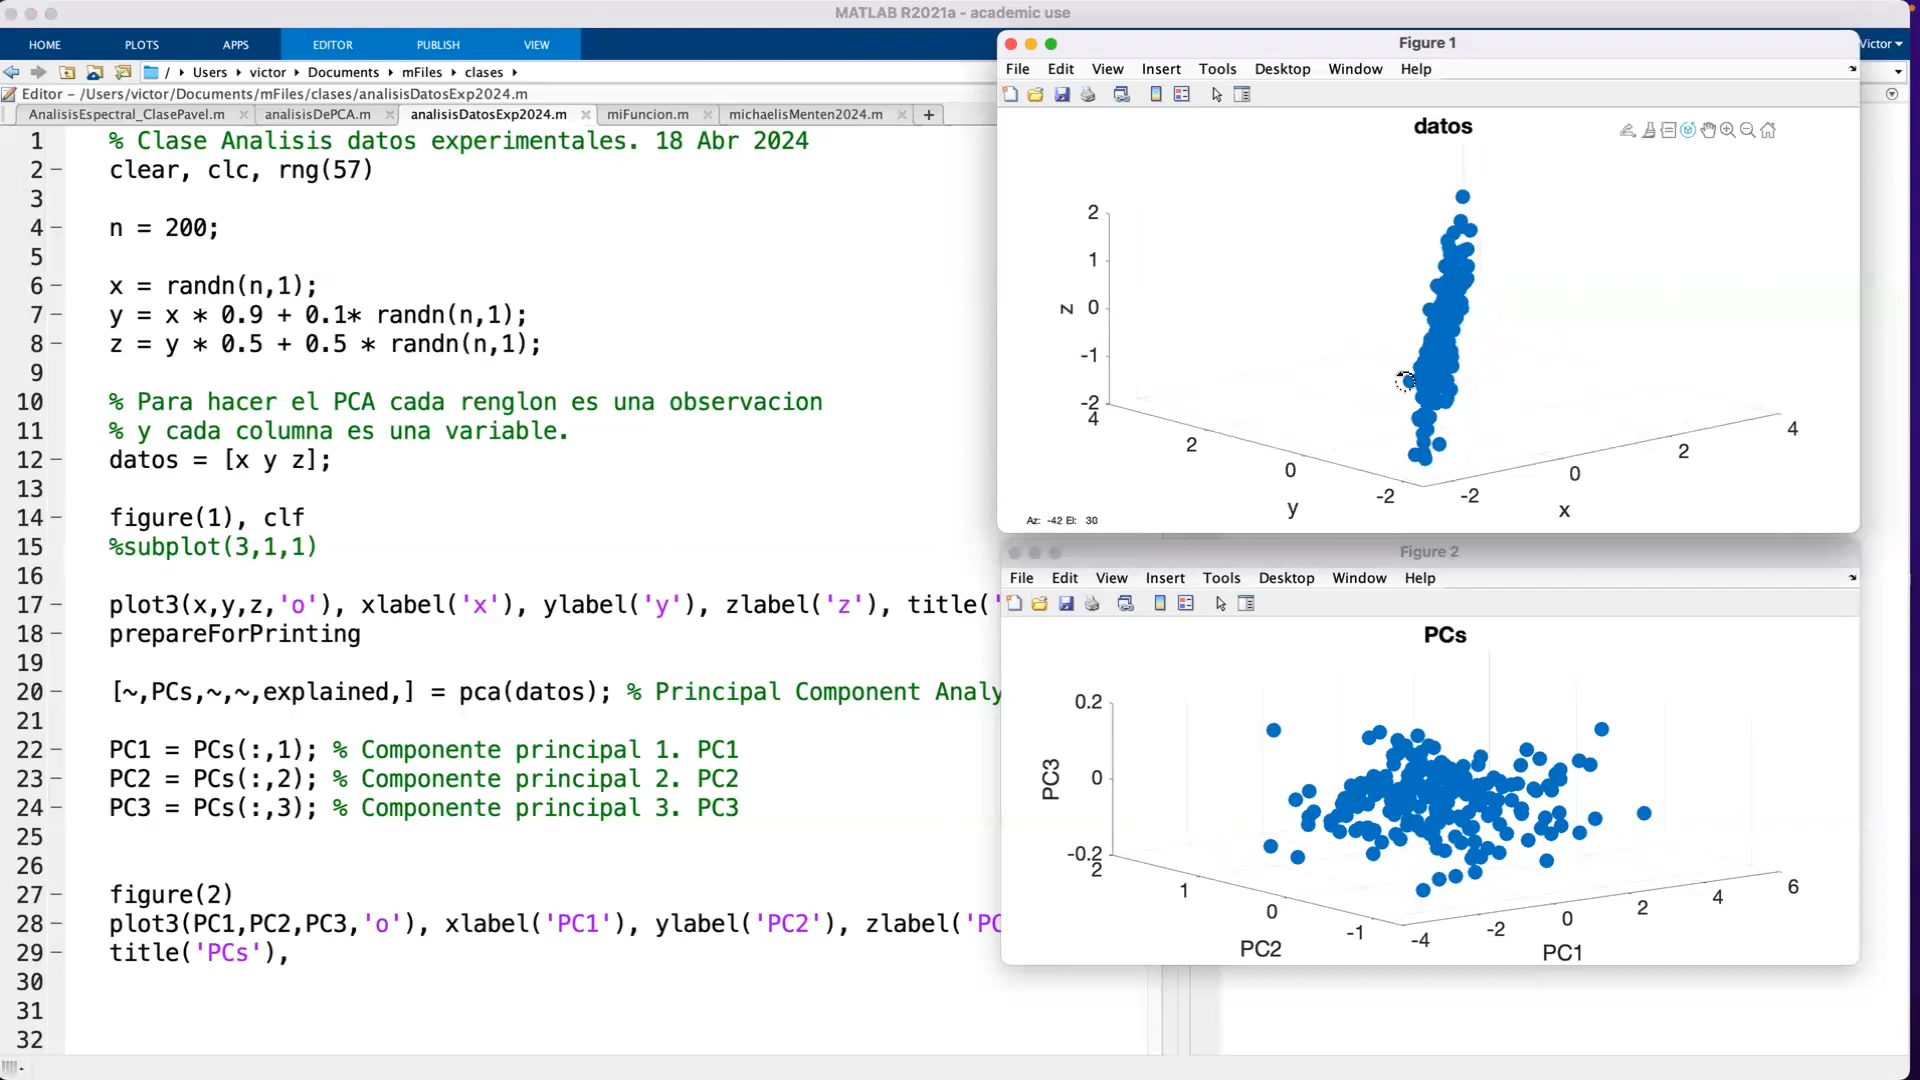 MATLAB R2021a - academic use
HOME PLOTS APPS EDITOR PUBLISH VIEW Victor
/ Users victor Documents mFiles clases
Editor - /Users/victor/Documents/mFiles/clases/analisisDatosExp2024.m
AnalisisEspectral_ClasePavel.m analisisDePCA.m analisisDatosExp2024.m miFuncion.m michaelisMenten2024.m +
1 % Clase Analisis datos experimentales. 18 Abr 2024
2 clear, clc, rng(57)
3
4 n = 200;
5
6 x = randn(n,1);
7 y = x * 0.9 + 0.1* randn(n,1);
8 z = y * 0.5 + 0.5 * randn(n,1);
9
10 % Para hacer el PCA cada renglon es una observacion
11 % y cada columna es una variable.
12 datos = [x y z];
13
14 figure(1), clf
15 %subplot(3,1,1)
16
17 plot3(x,y,z,'o'), xlabel('x'), ylabel('y'), zlabel('z'), title('
18 prepareForPrinting
19
20 [~,PCs,~,~,explained,] = pca(datos); % Principal Component Analy
21
22 PC1 = PCs(:,1); % Componente principal 1. PC1
23 PC2 = PCs(:,2); % Componente principal 2. PC2
24 PC3 = PCs(:,3); % Componente principal 3. PC3
25
26
27 figure(2)
28 plot3(PC1,PC2,PC3,'o'), xlabel('PC1'), ylabel('PC2'), zlabel('PC
29 title('PCs'),
30
31
32
Figure 1
File Edit View Insert Tools Desktop Window Help
datos
2
1
0
-1
-2
z
4
2
0
-2
y
-2
0
2
4
x
Az: -42 El: 30
Figure 2
File Edit View Insert Tools Desktop Window Help
PCs
0.2
0
-0.2
PC3
2
1
0
-1
PC2
-4
-2
0
2
4
6
PC1